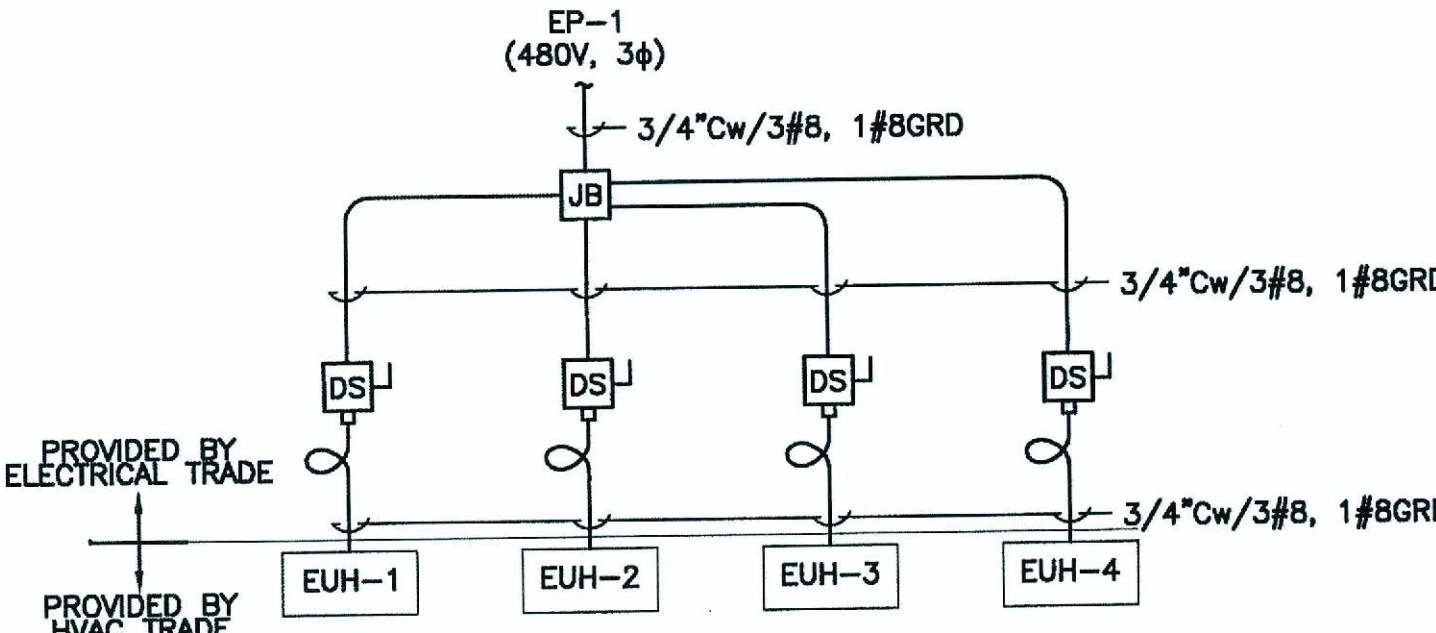 EP-1
(480V, 3ϕ)
3/4"Cw/3#8, 1#8GRD
JB
3/4"Cw/3#8, 1#8GRD
DS
DS
DS
DS
PROVIDED BY
ELECTRICAL TRADE
3/4"Cw/3#8, 1#8GRD
EUH-1
EUH-2
EUH-3
EUH-4
PROVIDED BY
HVAC TRADE